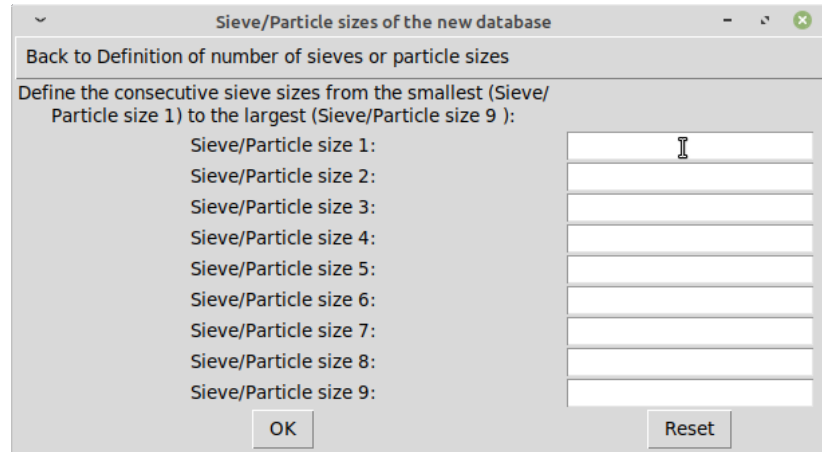 Sieve/Particle sizes of the new database
Back to Definition of number of sieves or particle sizes
Define the consecutive sieve sizes from the smallest (Sieve/
Particle size 1) to the largest (Sieve/Particle size 9 ):
Sieve/Particle size 1:
Sieve/Particle size 2:
Sieve/Particle size 3:
Sieve/Particle size 4:
Sieve/Particle size 5:
Sieve/Particle size 6:
Sieve/Particle size 7:
Sieve/Particle size 8:
Sieve/Particle size 9:
OK Reset